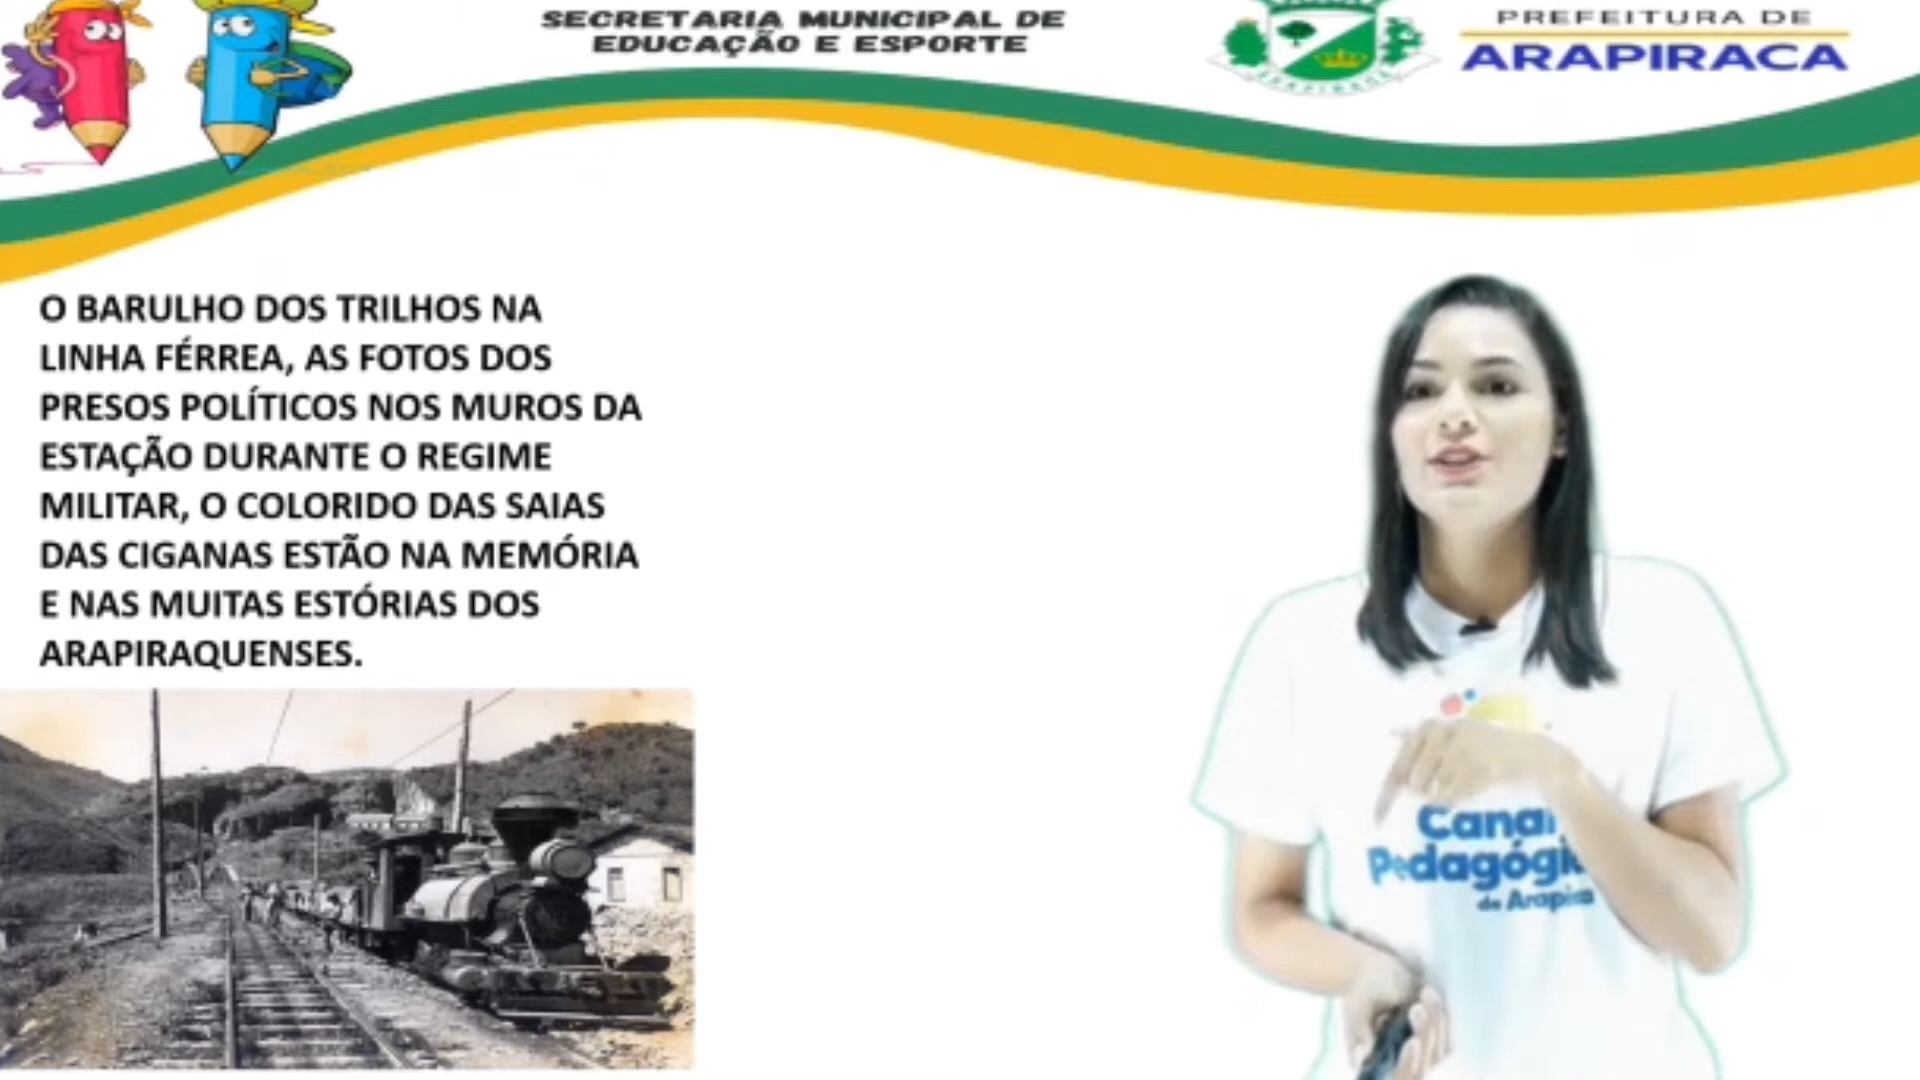 SECRETARIA MUNICIPAL DE
EDUCAÇÃO E ESPORTE
PREFEITURA DE
ARAPIRACA
O BARULHO DOS TRILHOS NA
LINHA FÉRREA, AS FOTOS DOS
PRESOS POLÍTICOS NOS MUROS DA
ESTAÇÃO DURANTE O REGIME
MILITAR, O COLORIDO DAS SAIAS
DAS CIGANAS ESTÃO NA MEMÓRIA
E NAS MUITAS ESTÓRIAS DOS
ARAPIRAQUENSES.
Canal
de